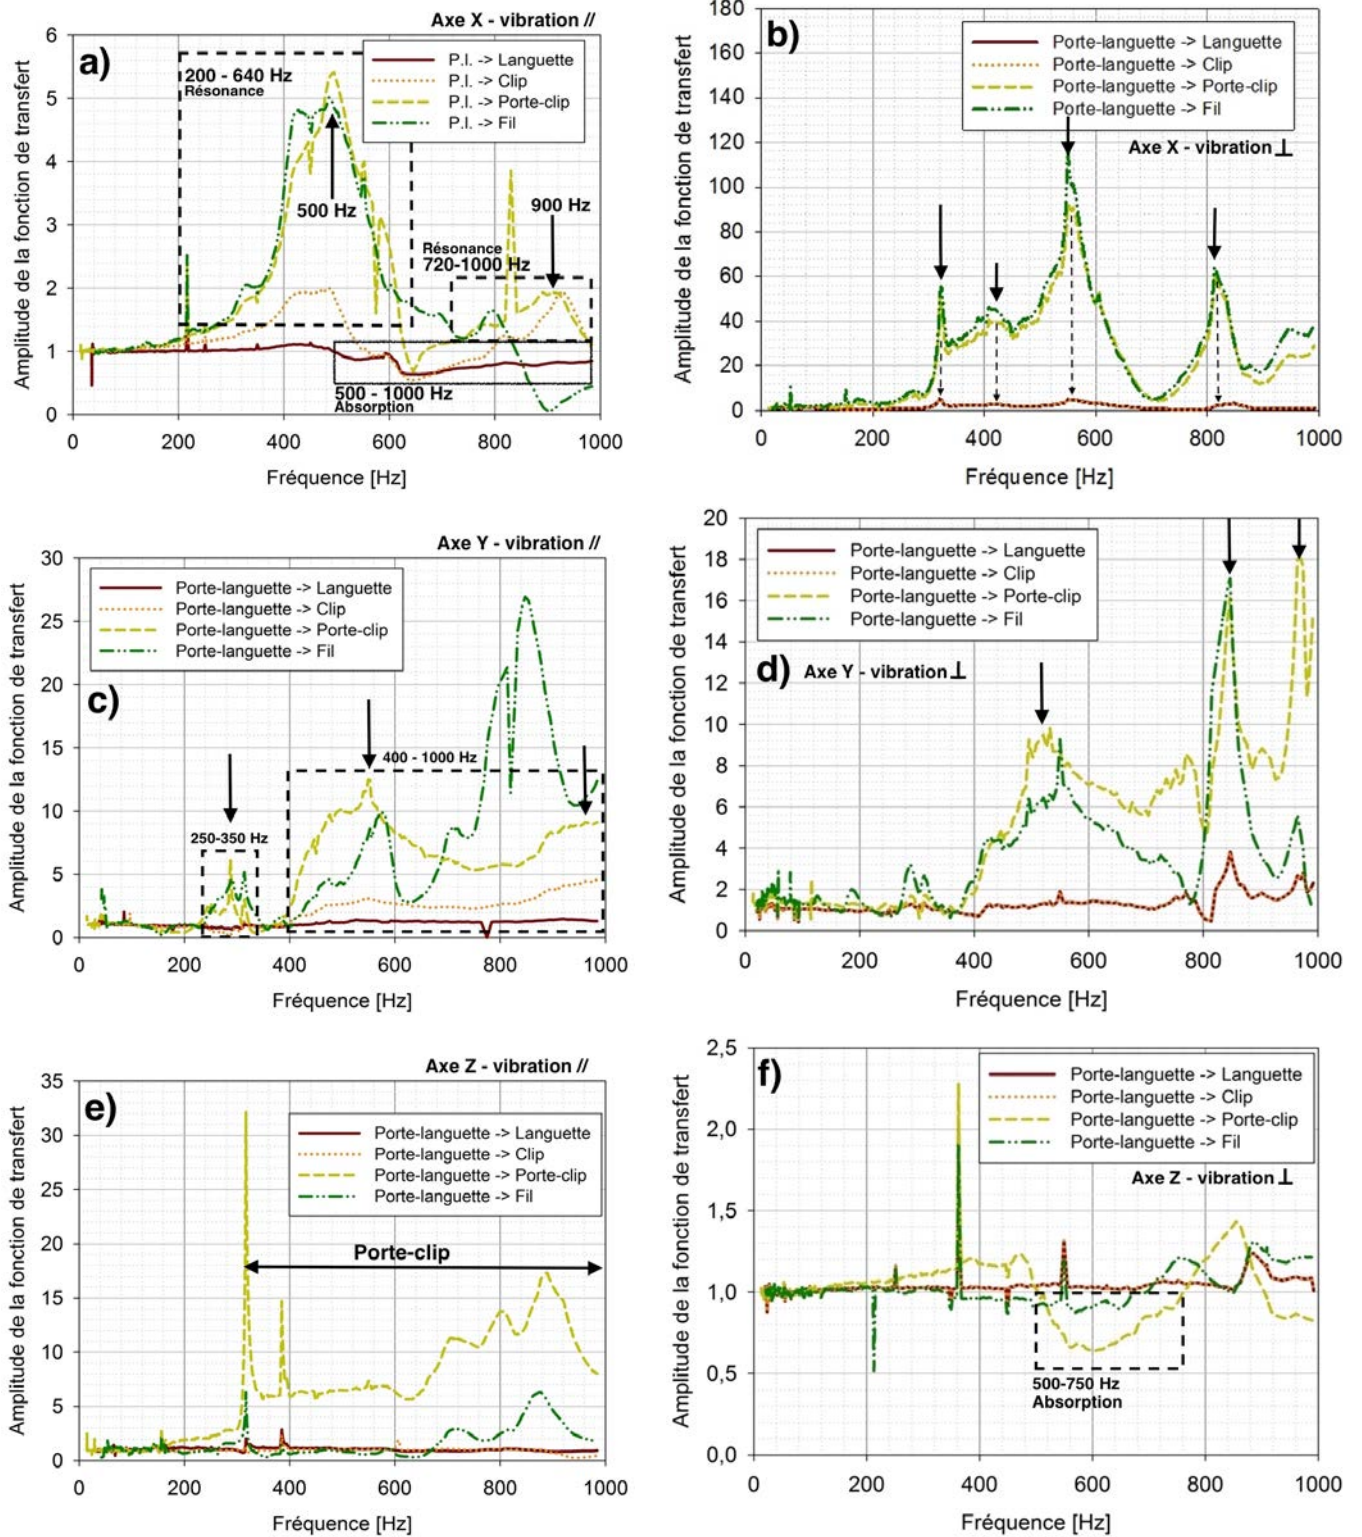 Axe X - vibration //
a)
200 - 640 Hz
Résonance
P.l. -> Languette
P.l. -> Clip
P.l. -> Porte-clip
P.l. -> Fil
500 Hz
900 Hz
Résonance
720-1000 Hz
500 - 1000 Hz
Absorption
Amplitude de la fonction de transfert
6
5
4
3
2
1
0
0 200 400 600 800 1000
Fréquence [Hz]
b)
Porte-languette -> Languette
Porte-languette -> Clip
Porte-languette -> Porte-clip
Porte-languette -> Fil
Axe X - vibration ⊥
Amplitude de la fonction de transfert
180
160
140
120
100
80
60
40
20
0
0 200 400 600 800 1000
Fréquence [Hz]
Axe Y - vibration //
Porte-languette -> Languette
Porte-languette -> Clip
Porte-languette -> Porte-clip
Porte-languette -> Fil
c)
400 - 1000 Hz
250-350 Hz
Amplitude de la fonction de transfert
30
25
20
15
10
5
0
0 200 400 600 800 1000
Fréquence [Hz]
Porte-languette -> Languette
Porte-languette -> Clip
Porte-languette -> Porte-clip
Porte-languette -> Fil
d)
Axe Y - vibration ⊥
Amplitude de la fonction de transfert
20
18
16
14
12
10
8
6
4
2
0
0 200 400 600 800 1000
Fréquence [Hz]
Axe Z - vibration //
e)
Porte-languette -> Languette
Porte-languette -> Clip
Porte-languette -> Porte-clip
Porte-languette -> Fil
Porte-clip
Amplitude de la fonction de transfert
35
30
25
20
15
10
5
0
0 200 400 600 800 1000
Fréquence [Hz]
f)
Porte-languette -> Languette
Porte-languette -> Clip
Porte-languette -> Porte-clip
Porte-languette -> Fil
Axe Z - vibration ⊥
500-750 Hz
Absorption
Amplitude de la fonction de transfert
2,5
2,0
1,5
1,0
0,5
0,0
0 200 400 600 800 1000
Fréquence [Hz]